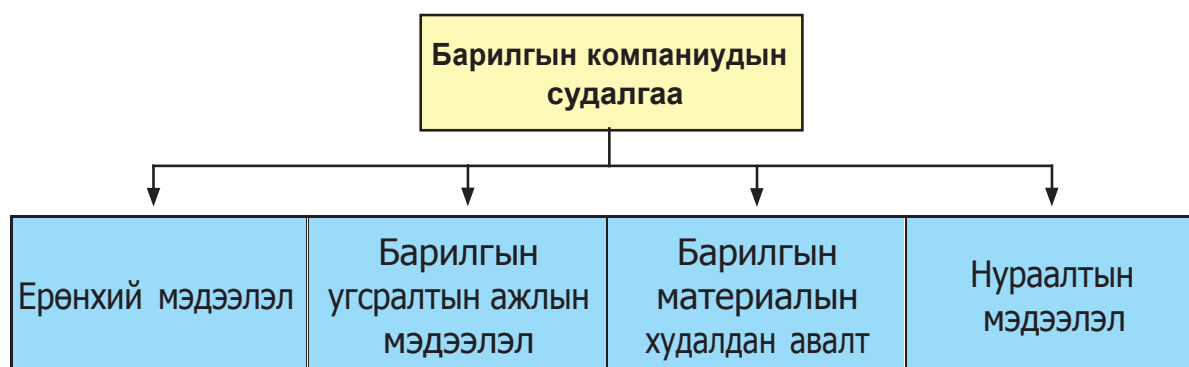 Барилгын компаниудын
судалгаа
Ерөнхий мэдээлэл
Барилгын
угсралтын ажлын
мэдээлэл
Барилгын
материалын
худалдан авалт
Нураалтын
мэдээлэл